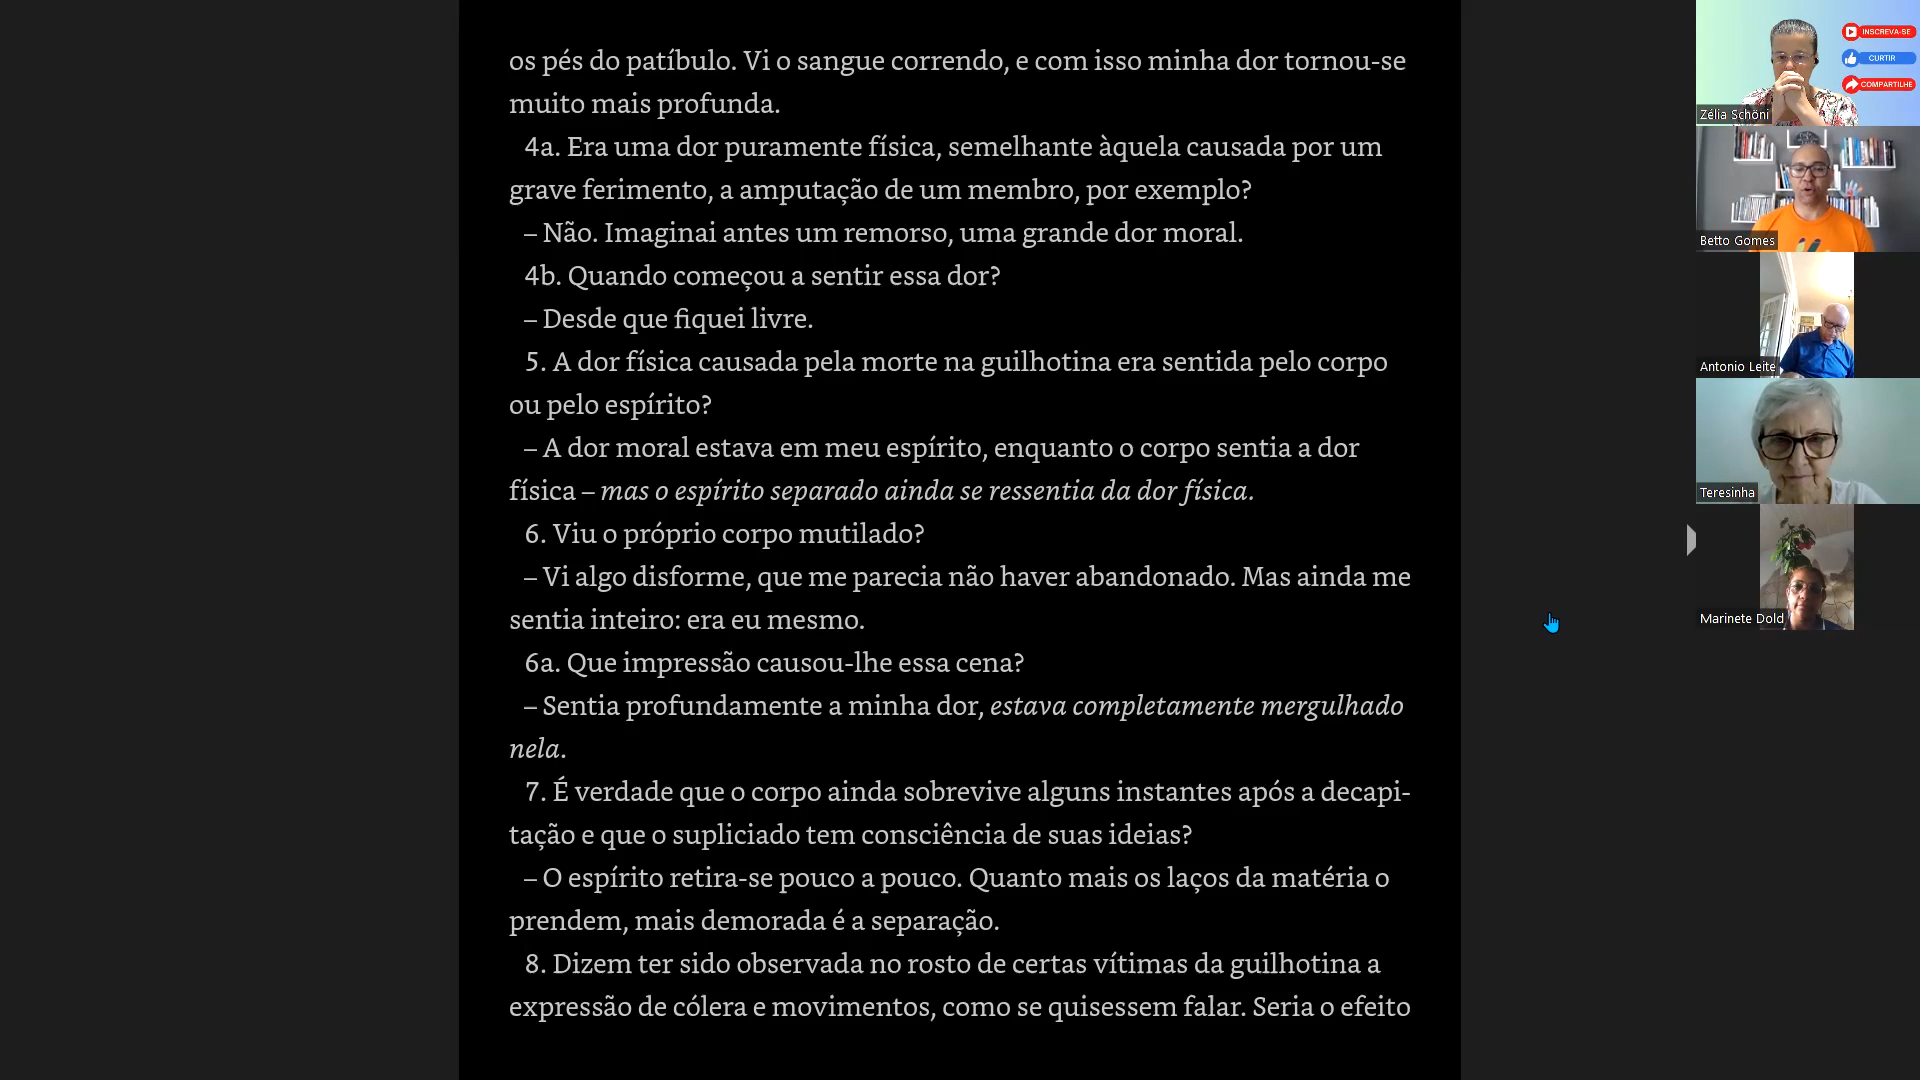 os pés do patíbulo. Vi o sangue correndo, e com isso minha dor tornou-se
muito mais profunda.
4a. Era uma dor puramente física, semelhante àquela causada por um
grave ferimento, a amputação de um membro, por exemplo?
– Não. Imaginai antes um remorso, uma grande dor moral.
4b. Quando começou a sentir essa dor?
– Desde que fiquei livre.
5. A dor física causada pela morte na guilhotina era sentida pelo corpo
ou pelo espírito?
– A dor moral estava em meu espírito, enquanto o corpo sentia a dor
física – mas o espírito separado ainda se ressentia da dor física.
6. Viu o próprio corpo mutilado?
– Vi algo disforme, que me parecia não haver abandonado. Mas ainda me
sentia inteiro: era eu mesmo.
6a. Que impressão causou-lhe essa cena?
– Sentia profundamente a minha dor, estava completamente mergulhado
nela.
7. É verdade que o corpo ainda sobrevive alguns instantes após a decapi-
tação e que o supliciado tem consciência de suas ideias?
– O espírito retira-se pouco a pouco. Quanto mais os laços da matéria o
prendem, mais demorada é a separação.
8. Dizem ter sido observada no rosto de certas vítimas da guilhotina a
expressão de cólera e movimentos, como se quisessem falar. Seria o efeito
INSCREVA-SE
CURTIR
COMPARTILHE
Zélia Schöni
Betto Gomes
Antonio Leite
Teresinha
Marinete Dold